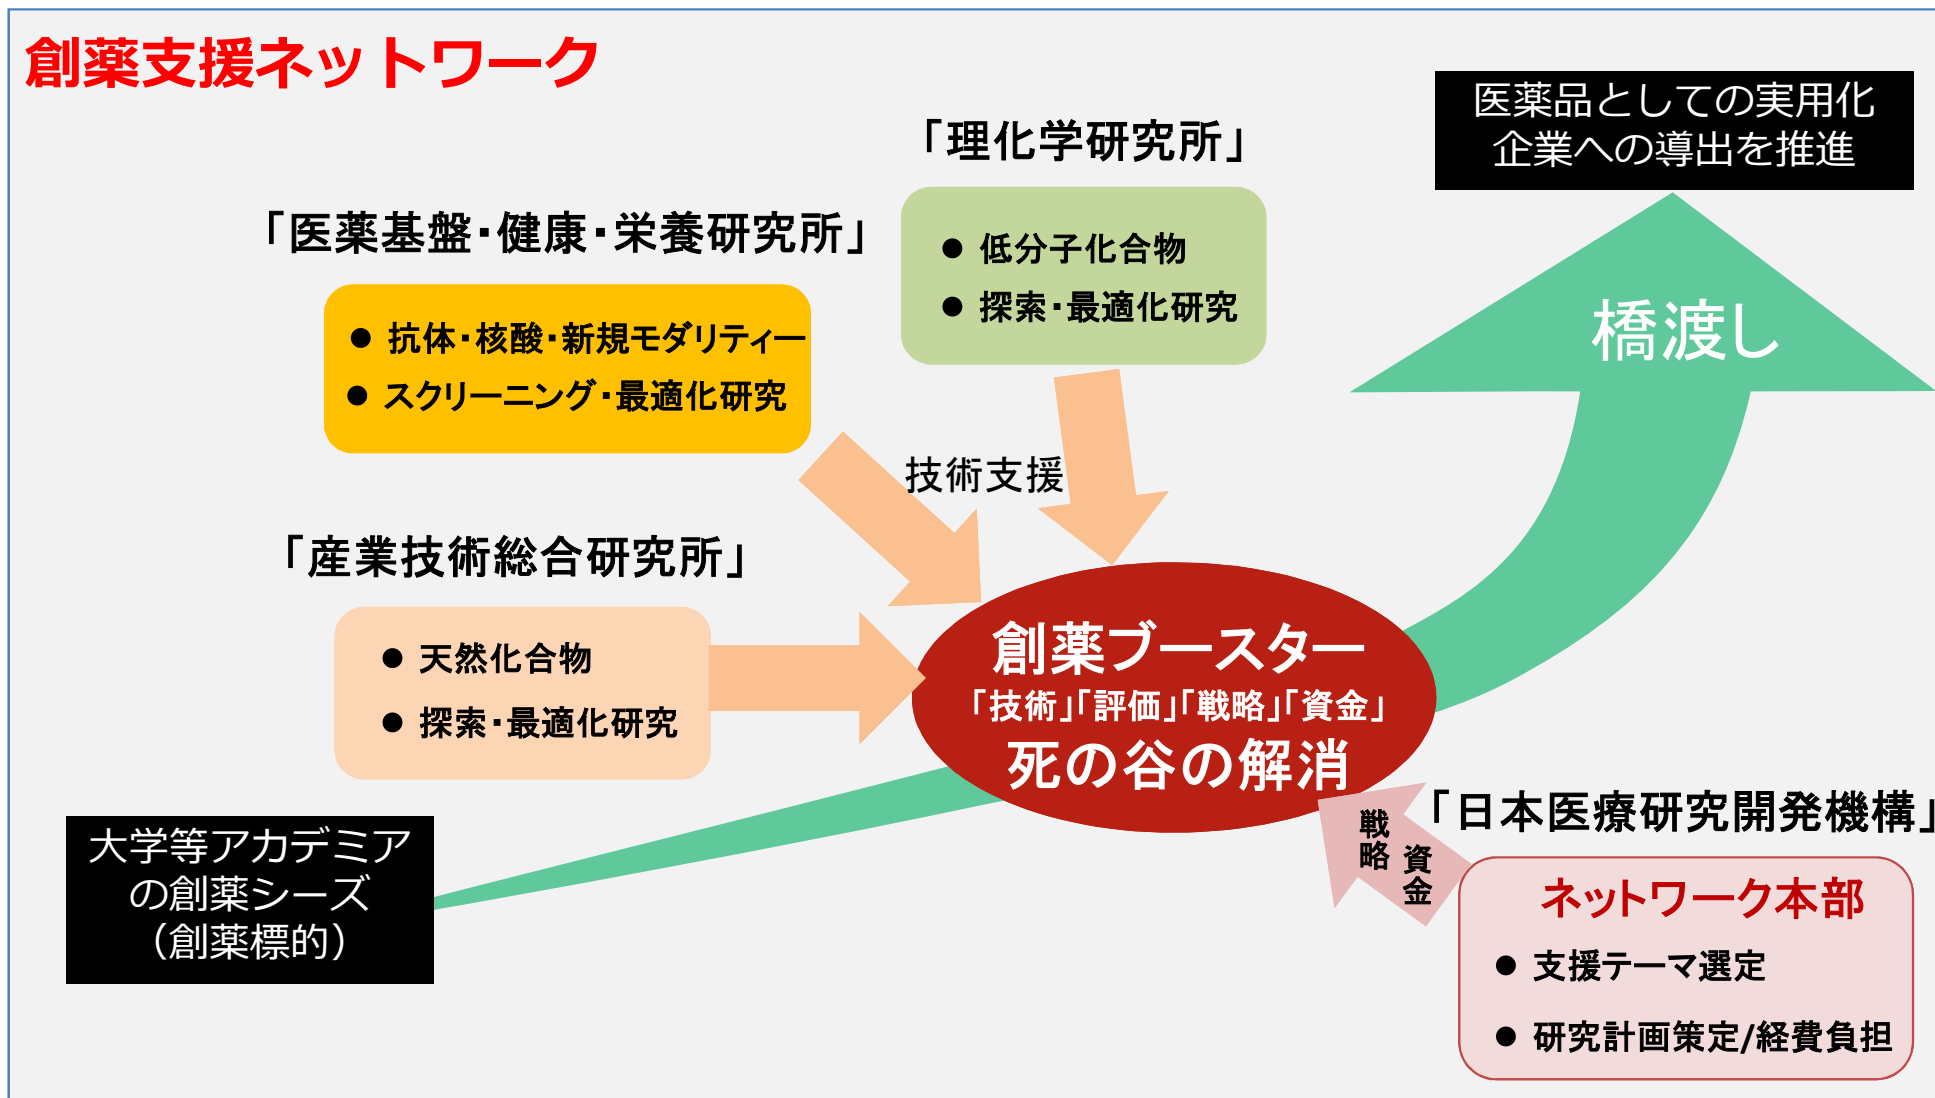 創薬支援ネットワーク
医薬品としての実用化
企業への導出を推進
「理化学研究所」
● 低分子化合物
● 探索・最適化研究
「医薬基盤・健康・栄養研究所」
● 抗体・核酸・新規モダリティー
● スクリーニング・最適化研究
橋渡し
技術支援
「産業技術総合研究所」
● 天然化合物
● 探索・最適化研究
創薬ブースター
「技術」「評価」「戦略」「資金」
死の谷の解消
大学等アカデミア
の創薬シーズ
（創薬標的）
戦略
資金
「日本医療研究開発機構」
ネットワーク本部
● 支援テーマ選定
● 研究計画策定/経費負担